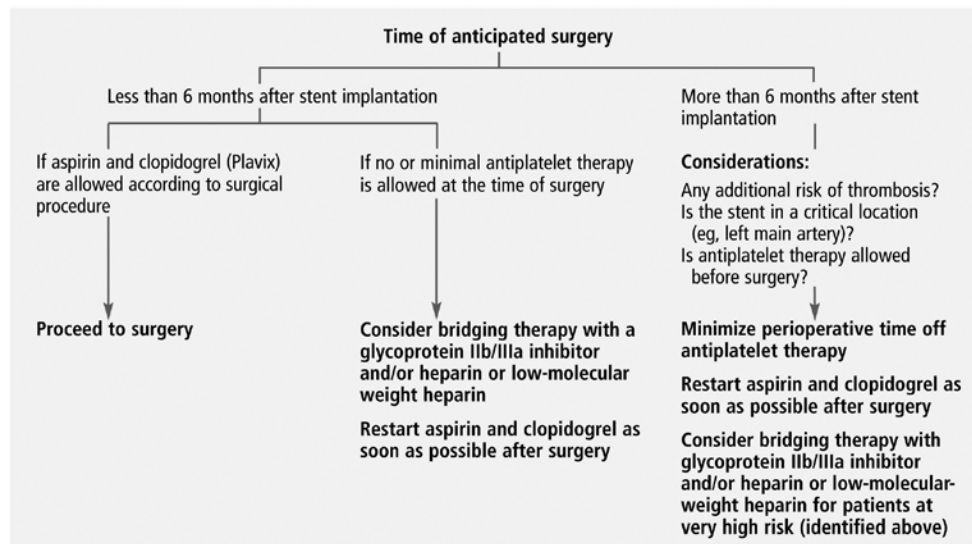 Time of anticipated surgery
Less than 6 months after stent implantation
More than 6 months after stent
implantation
If aspirin and clopidogrel (Plavix)
are allowed according to surgical
procedure
If no or minimal antiplatelet therapy
is allowed at the time of surgery
Considerations:
Any additional risk of thrombosis?
Is the stent in a critical location
(eg, left main artery)?
Is antiplatelet therapy allowed
before surgery?
Proceed to surgery
Consider bridging therapy with a
glycoprotein IIb/IIIa inhibitor
and/or heparin or low-molecular
weight heparin
Restart aspirin and clopidogrel as
soon as possible after surgery
Minimize perioperative time off
antiplatelet therapy
Restart aspirin and clopidogrel as
soon as possible after surgery
Consider bridging therapy with
glycoprotein IIb/IIIa inhibitor
and/or heparin or low-molecular-
weight heparin for patients at
very high risk (identified above)